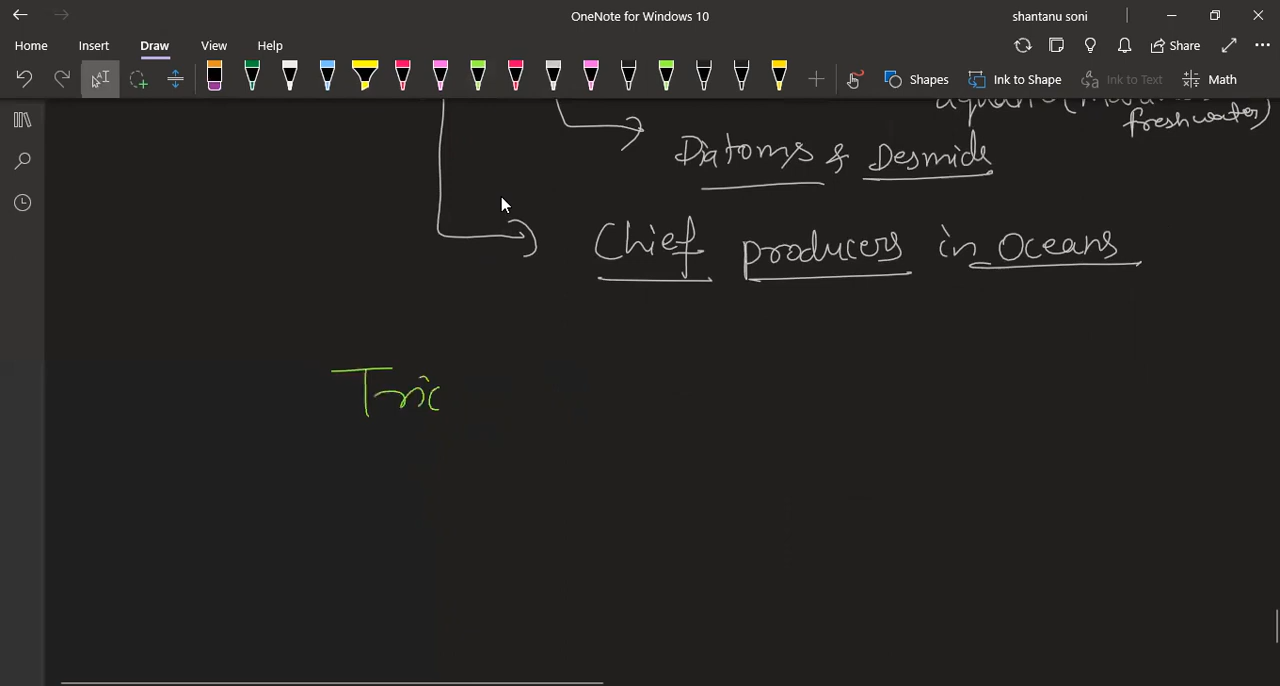 OneNote for Windows 10
shantanu soni
Home Insert Draw View Help
Share
Shapes Ink to Shape Ink to Text Math
freshwater)
Diatoms & Desmids
Chief producers in Oceans
Tric